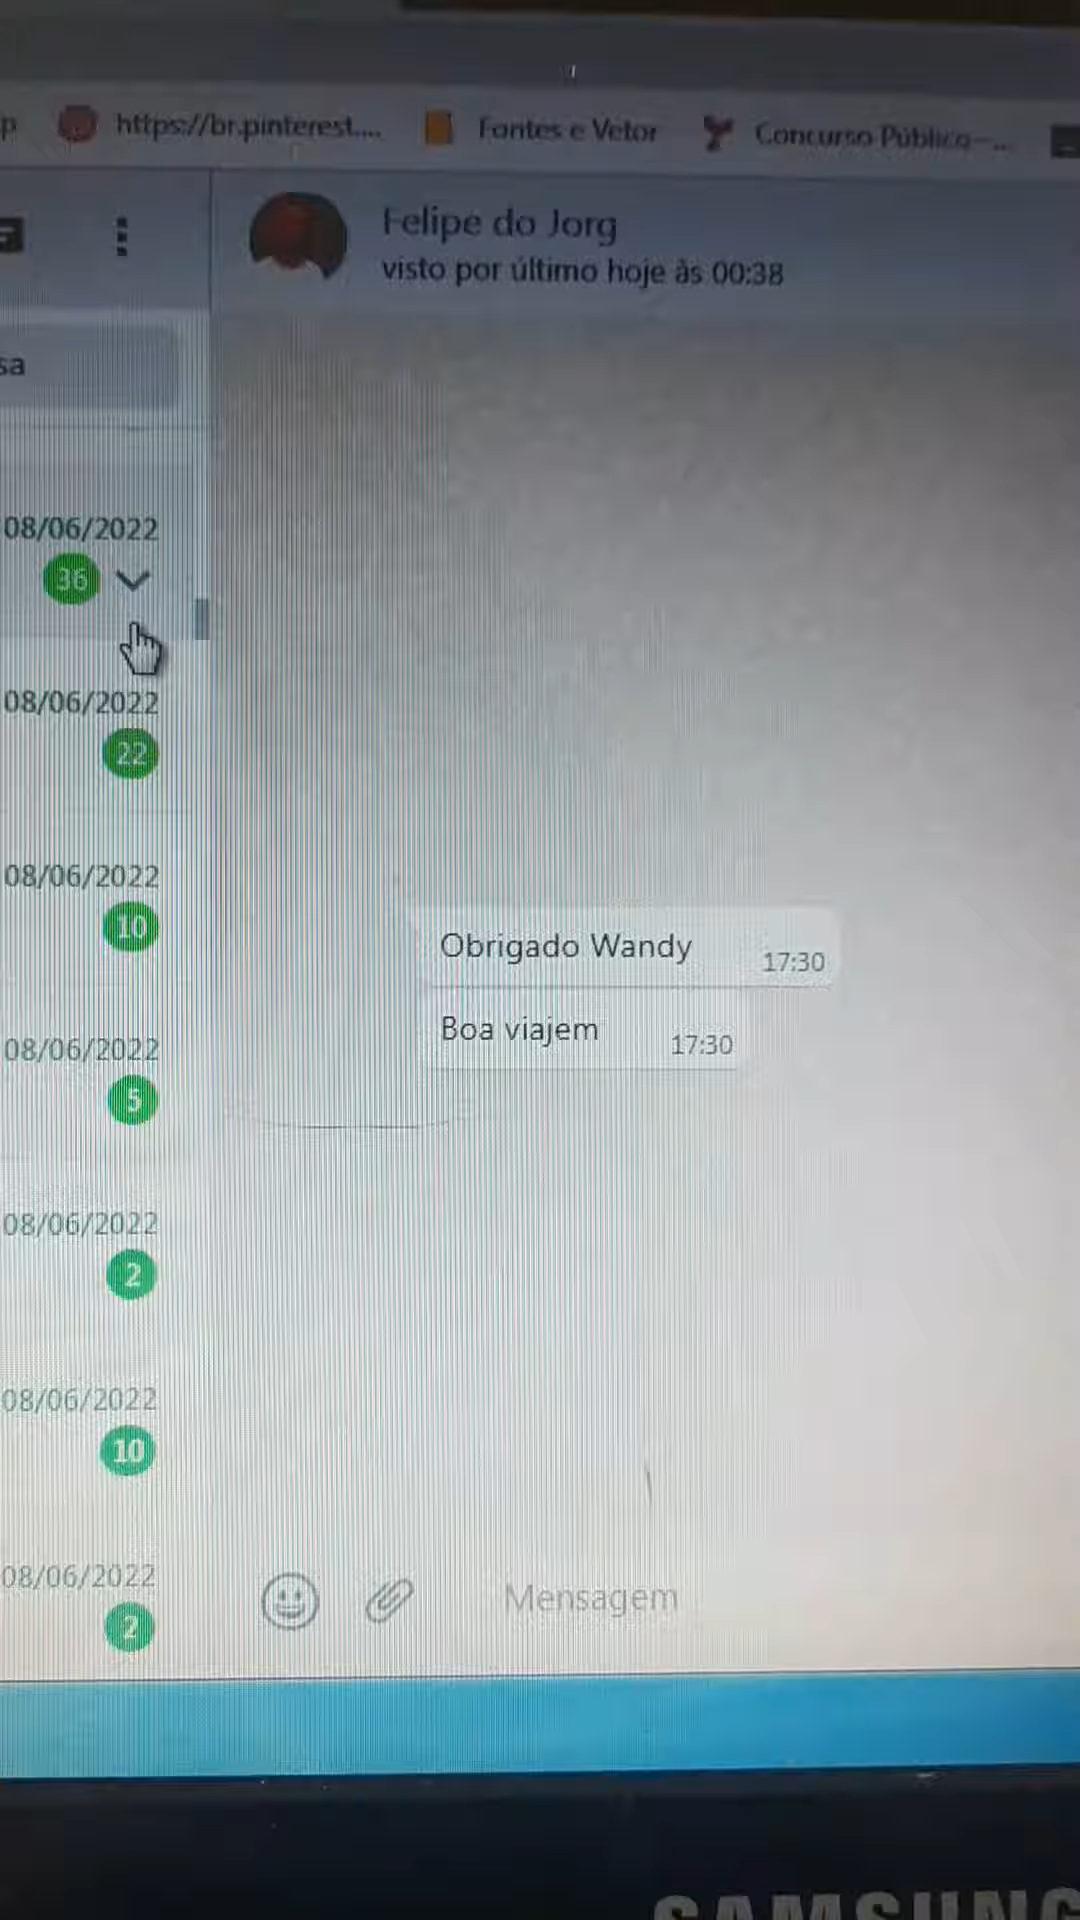 p
https://br.pinterest....
Fontes e Vetor
Concurso Público –...
Felipe do Jorg
visto por último hoje às 00:38
sa
08/06/2022
36
08/06/2022
22
08/06/2022
10
Obrigado Wandy 17:30
Boa viajem 17:30
08/06/2022
5
08/06/2022
2
08/06/2022
10
08/06/2022
2
Mensagem
SAMSUNG